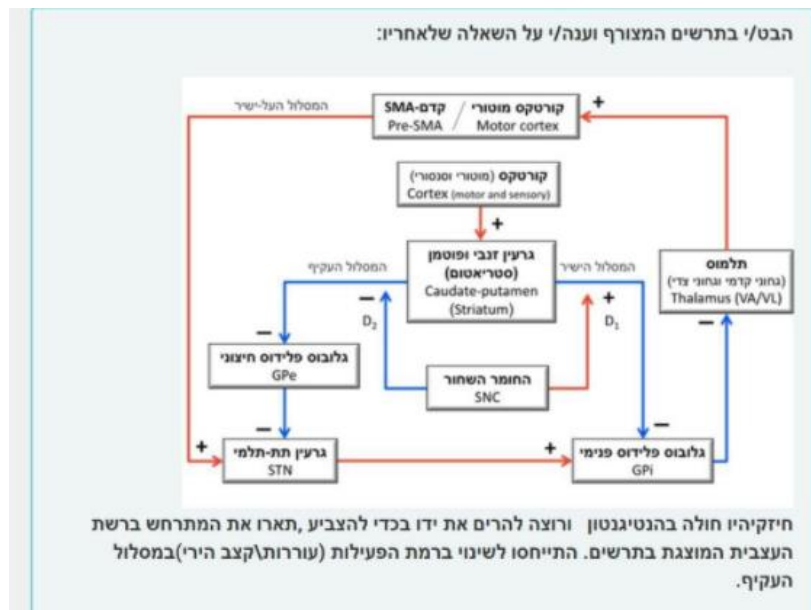 הבט/י בתרשים המצורף וענה/י על השאלה שלאחריו:
המסלול העל-ישיר
קדם-SMA / קורטקס מוטורי
Pre-SMA / Motor cortex
+
קורטקס (מוטורי וסנסורי)
Cortex (motor and sensory)
+
המסלול העקיף
גרעין זנבי ופוטמן
(סטריאטום)
Caudate-putamen
(Striatum)
המסלול הישיר
תלמוס
(גחוני קדמי וגחוני צדי)
Thalamus (VA/VL)
–
D2
+
D1
–
–
גלובוס פלידוס חיצוני
GPe
החומר השחור
SNC
–
–
+
גרעין תת-תלמי
STN
+
גלובוס פלידוס פנימי
GPi
חיזקיהיו חולה בהנטיגנטון ורוצה להרים את ידו בכדי להצביע ,תארו את המתרחש ברשת
העצבית המוצגת בתרשים. התייחסו לשינוי ברמת הפעילות (עוררות\קצב הירי)במסלול
העקיף.